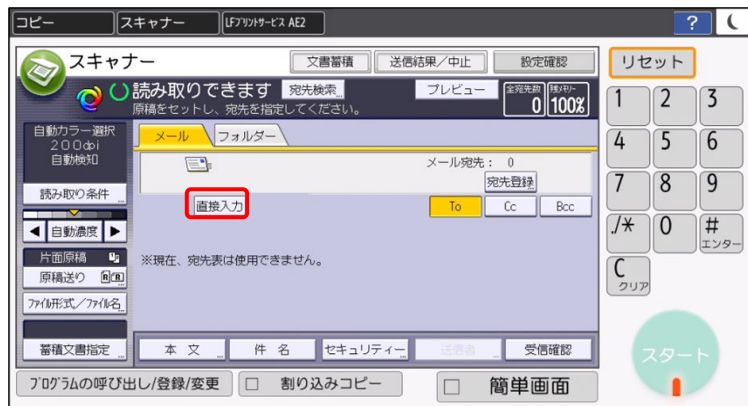 コピー スキャナー LFプリントサービス AE2 ?
スキャナー 文書蓄積 送信結果/中止 設定確認 リセット
読み取りできます 宛先検索 プレビュー 全宛先数 0 残メモリー 100%
原稿をセットし、宛先を指定してください。
自動カラー選択
200dpi
自動検知
読み取り条件
自動濃度
片面原稿
原稿送り
ファイル形式/ファイル名
蓄積文書指定
メール フォルダー
メール宛先: 0
宛先登録
直接入力 To Cc Bcc
※現在、宛先表は使用できません。
本文 件名 セキュリティー 送信者 受信確認
プログラムの呼び出し/登録/変更 割り込みコピー 簡単画面
1 2 3
4 5 6
7 8 9
./* 0 #
エンター
C
クリア
スタート